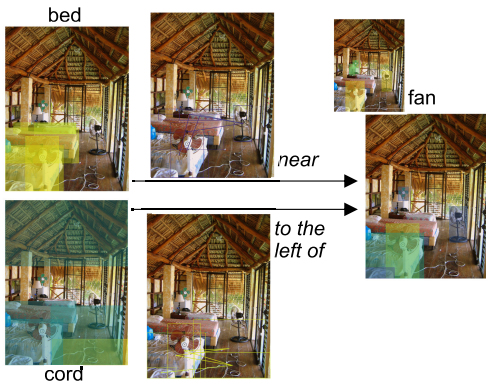 bed
fan
near
to the
left of
cord